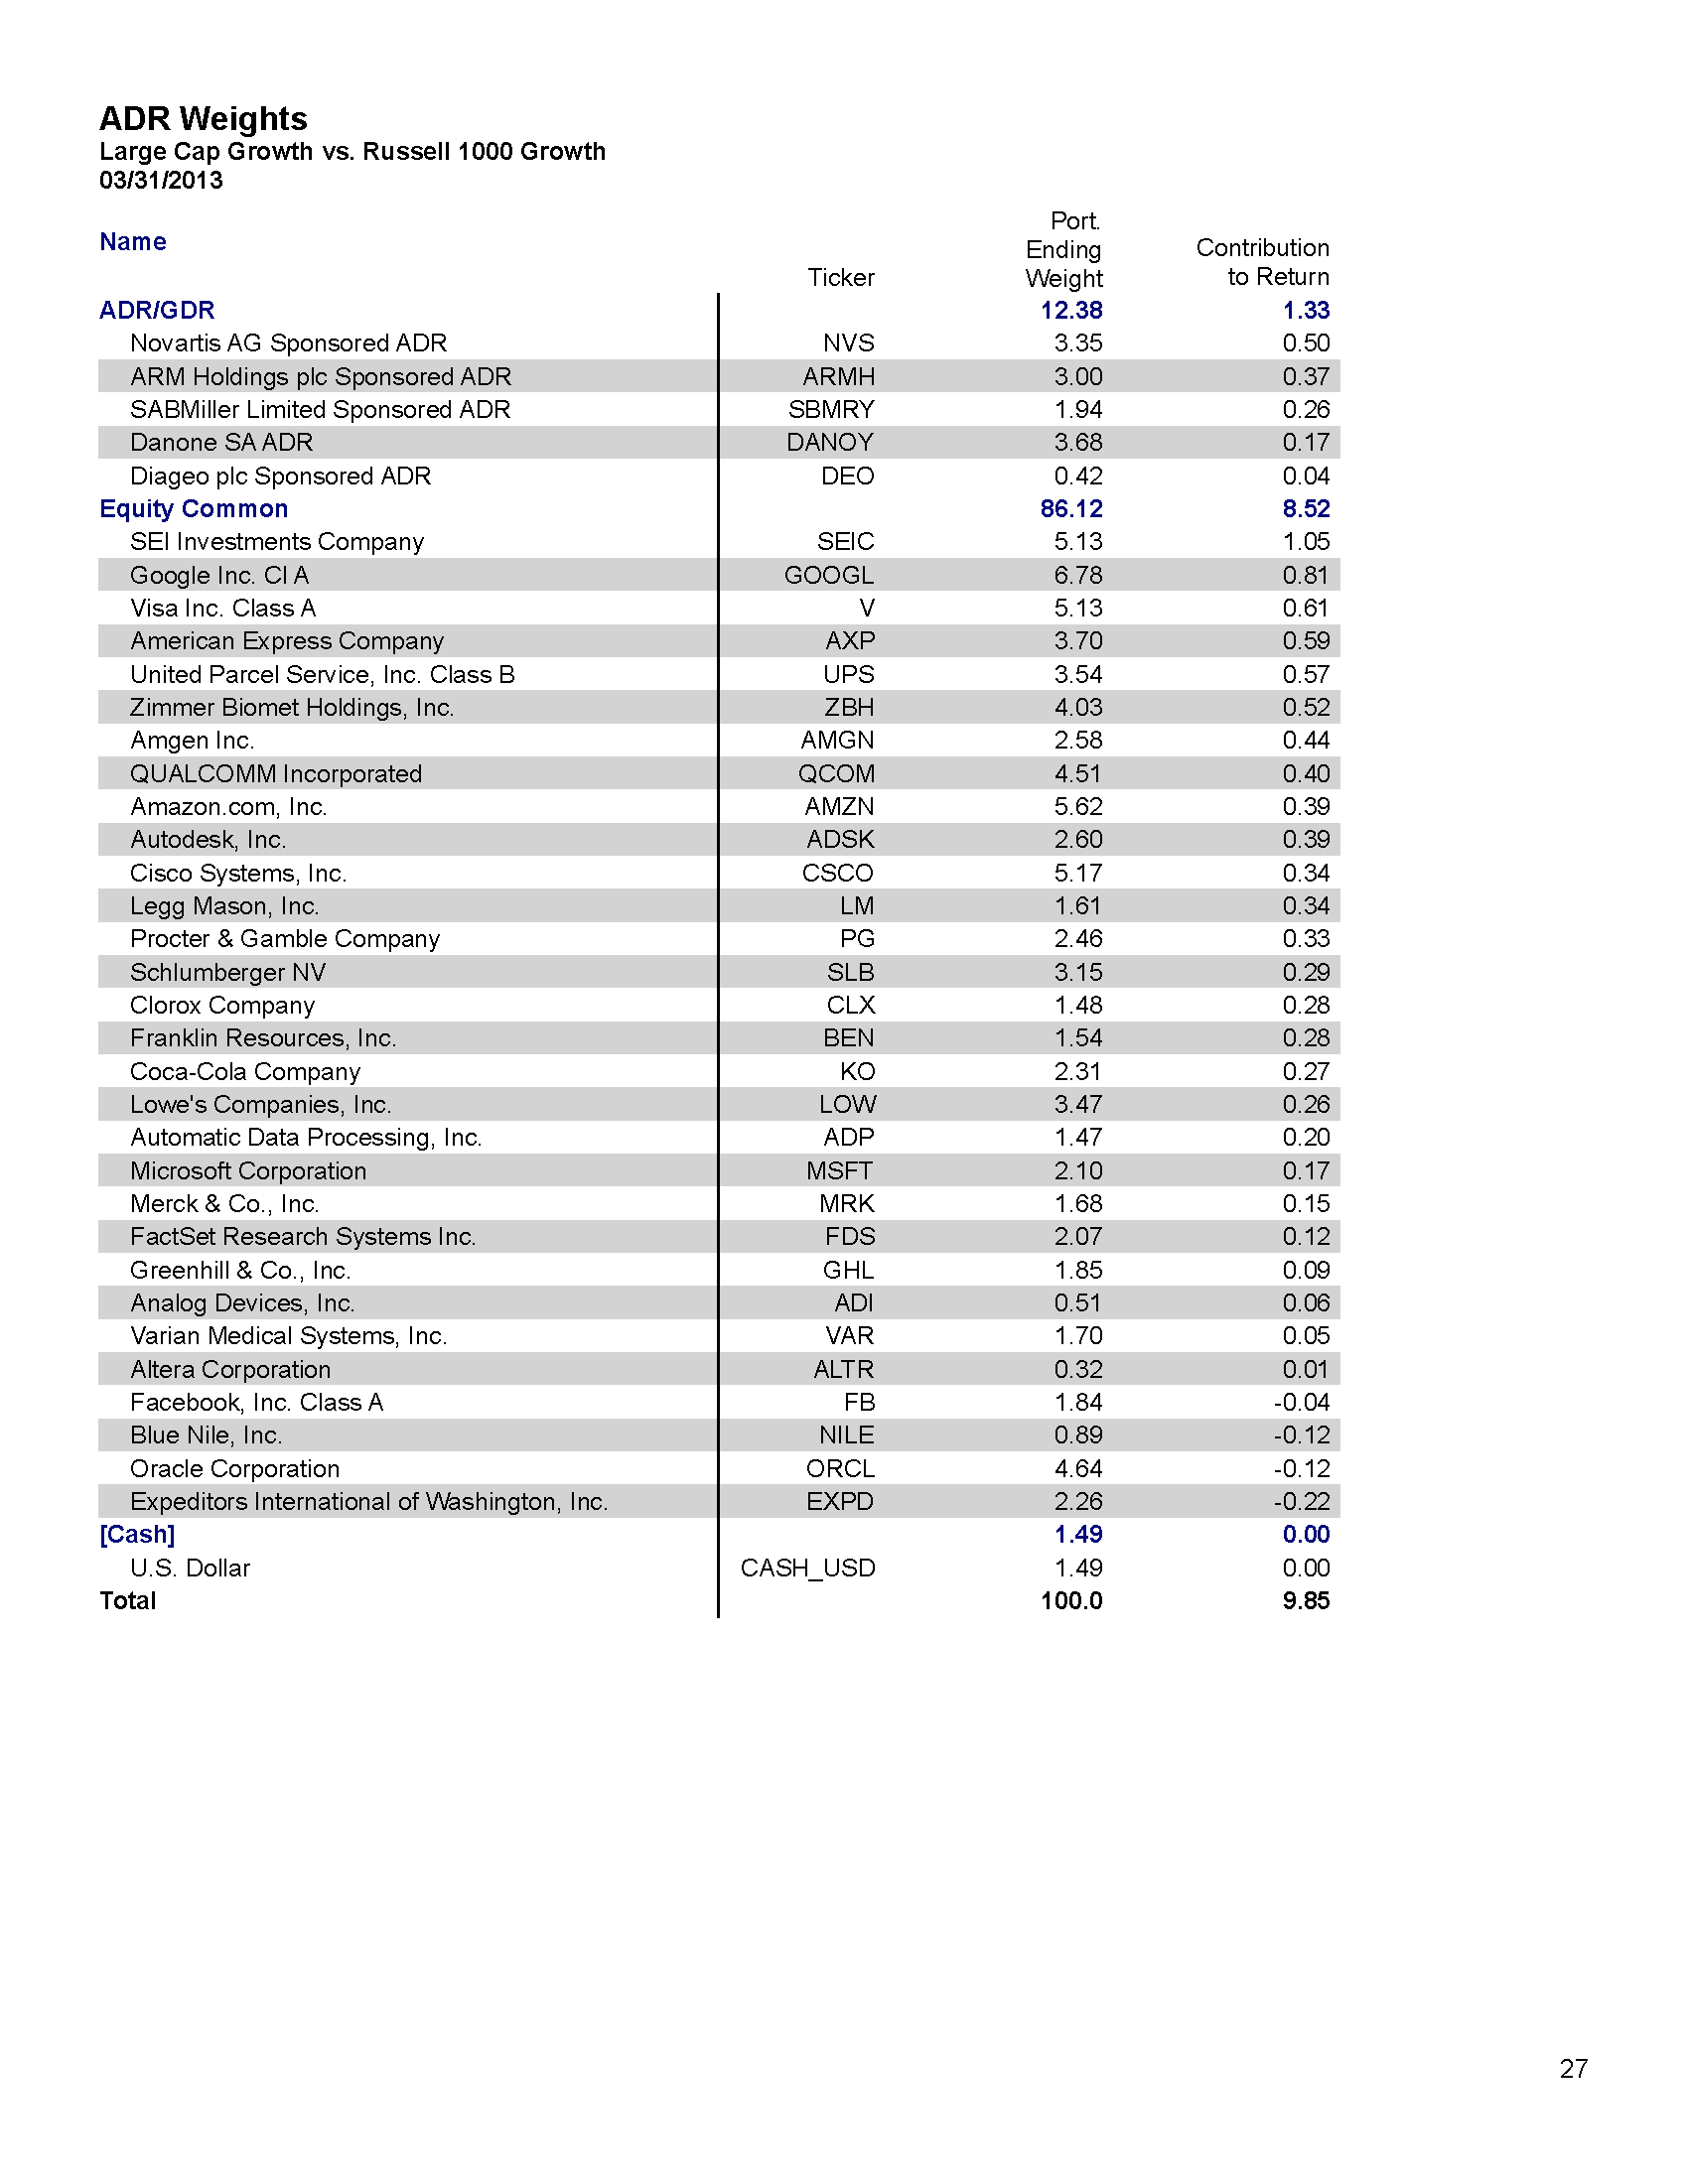 ADR Weights
Large Cap Growth vs. Russell 1000 Growth
03/31/2013
Name Ticker Port. Ending Weight Contribution to Return
ADR/GDR 12.38 1.33
Novartis AG Sponsored ADR NVS 3.35 0.50
ARM Holdings plc Sponsored ADR ARMH 3.00 0.37
SABMiller Limited Sponsored ADR SBMRY 1.94 0.26
Danone SA ADR DANOY 3.68 0.17
Diageo plc Sponsored ADR DEO 0.42 0.04
Equity Common 86.12 8.52
SEI Investments Company SEIC 5.13 1.05
Google Inc. Cl A GOOGL 6.78 0.81
Visa Inc. Class A V 5.13 0.61
American Express Company AXP 3.70 0.59
United Parcel Service, Inc. Class B UPS 3.54 0.57
Zimmer Biomet Holdings, Inc. ZBH 4.03 0.52
Amgen Inc. AMGN 2.58 0.44
QUALCOMM Incorporated QCOM 4.51 0.40
Amazon.com, Inc. AMZN 5.62 0.39
Autodesk, Inc. ADSK 2.60 0.39
Cisco Systems, Inc. CSCO 5.17 0.34
Legg Mason, Inc. LM 1.61 0.34
Procter & Gamble Company PG 2.46 0.33
Schlumberger NV SLB 3.15 0.29
Clorox Company CLX 1.48 0.28
Franklin Resources, Inc. BEN 1.54 0.28
Coca-Cola Company KO 2.31 0.27
Lowe's Companies, Inc. LOW 3.47 0.26
Automatic Data Processing, Inc. ADP 1.47 0.20
Microsoft Corporation MSFT 2.10 0.17
Merck & Co., Inc. MRK 1.68 0.15
FactSet Research Systems Inc. FDS 2.07 0.12
Greenhill & Co., Inc. GHL 1.85 0.09
Analog Devices, Inc. ADI 0.51 0.06
Varian Medical Systems, Inc. VAR 1.70 0.05
Altera Corporation ALTR 0.32 0.01
Facebook, Inc. Class A FB 1.84 -0.04
Blue Nile, Inc. NILE 0.89 -0.12
Oracle Corporation ORCL 4.64 -0.12
Expeditors International of Washington, Inc. EXPD 2.26 -0.22
[Cash] 1.49 0.00
U.S. Dollar CASH_USD 1.49 0.00
Total 100.0 9.85
27